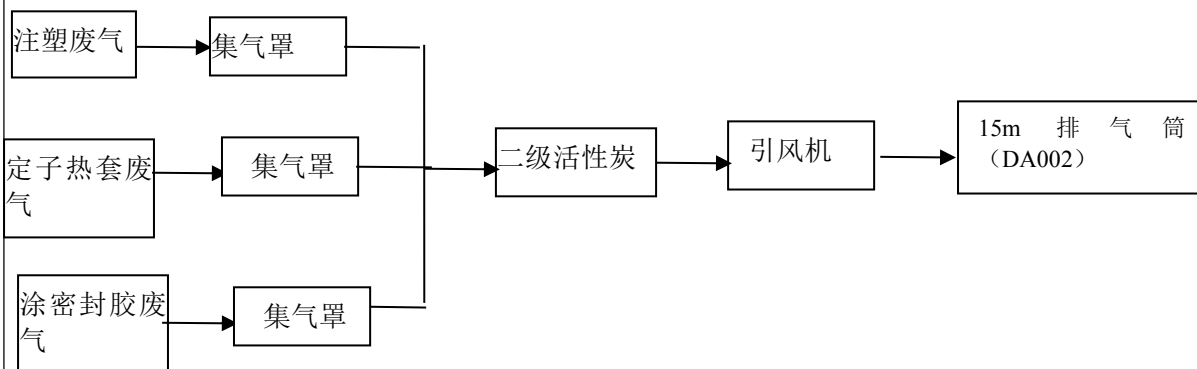 注塑废气
集气罩
定子热套废
气
集气罩
涂密封胶废
气
集气罩
二级活性炭
引风机
15m 排 气 筒
（DA002）